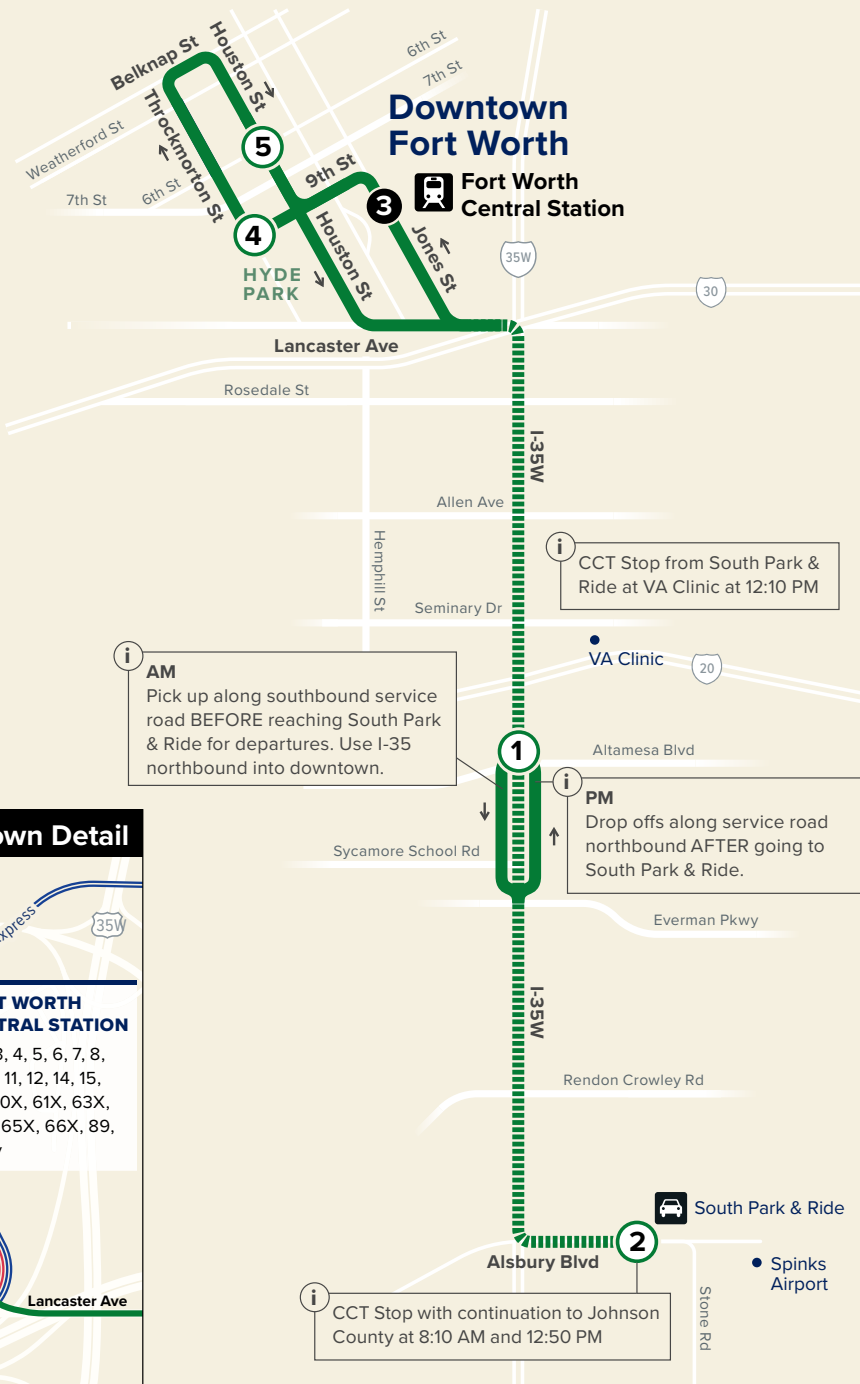 Belknap St
Houston St
6th St
7th St
Downtown
Fort Worth
Weatherford St
Throckmorton St
5
9th St
Fort Worth
Central Station
3
7th St
6th St
4
Houston St
Jones St
HYDE
PARK
35W
30
Lancaster Ave
Rosedale St
I-35W
Allen Ave
Hemphill St
i
CCT Stop from South Park &
Ride at VA Clinic at 12:10 PM
Seminary Dr
VA Clinic
20
i
AM
Pick up along southbound service
road BEFORE reaching South Park
& Ride for departures. Use I-35
northbound into downtown.
1
Altamesa Blvd
i
PM
Drop offs along service road
northbound AFTER going to
South Park & Ride.
Sycamore School Rd
Everman Pkwy
I-35W
Rendon Crowley Rd
South Park & Ride
2
Alsbury Blvd
Spinks
Airport
Stone Rd
i
CCT Stop with continuation to Johnson
County at 8:10 AM and 12:50 PM
own Detail
xpress
35W
T WORTH
TRAL STATION
3, 4, 5, 6, 7, 8,
11, 12, 14, 15,
0X, 61X, 63X,
65X, 66X, 89,
Lancaster Ave